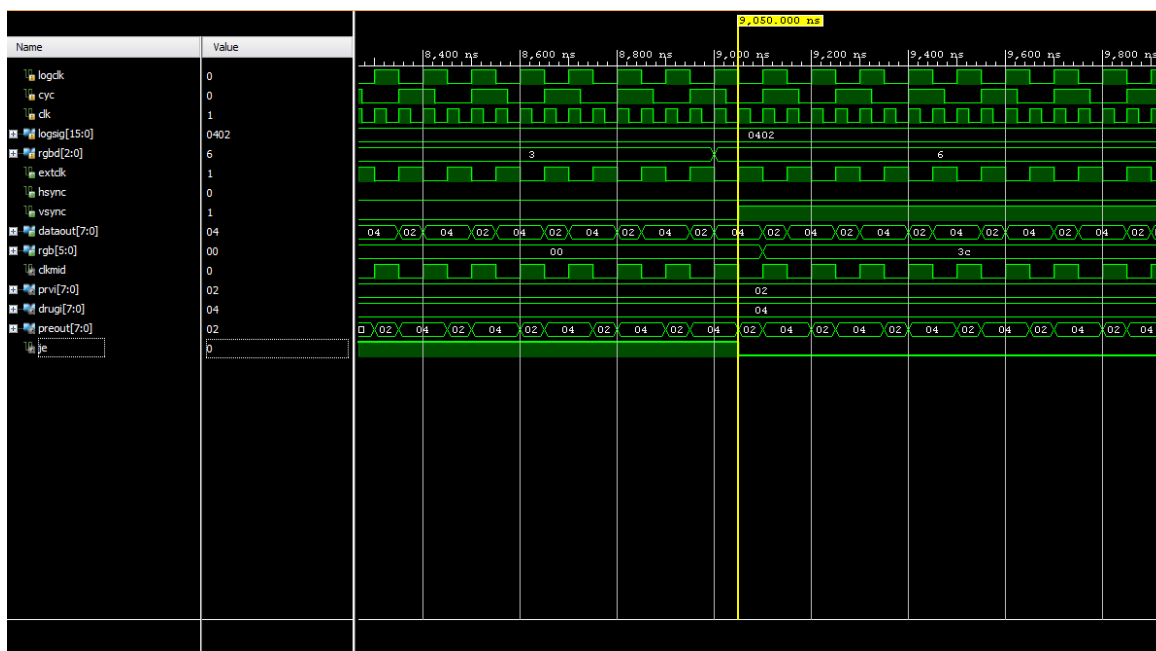 9,050.000 ns
Name Value
8,400 ns 8,600 ns 8,800 ns 9,000 ns 9,200 ns 9,400 ns 9,600 ns 9,800 ns
logclk 0
cyc 0
clk 1
logsig[15:0] 0402 0402
rgbd[2:0] 6 3 6
extclk 1
hsync 0
vsync 1
dataout[7:0] 04 04 02 04 02 04 02 04 02 04 02 04 02 04 02 04 02 04 02 04 02 04 02
rgb[5:0] 00 00 3c
clkmid 0
prvi[7:0] 02 02
drugi[7:0] 04 04
preout[7:0] 02 02 04 02 04 02 04 02 04 02 04 02 04 02 04 02 04 02 04 02 04 02 04
je 0